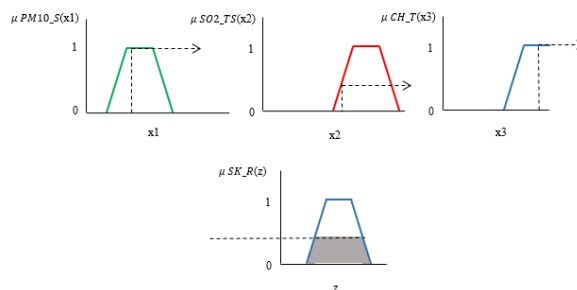 μ PM10_S(x1)
1
0
x1
μ SO2_TS(x2)
1
0
x2
μ CH_T(x3)
1
0
x3
μ SK_R(z)
1
0
z